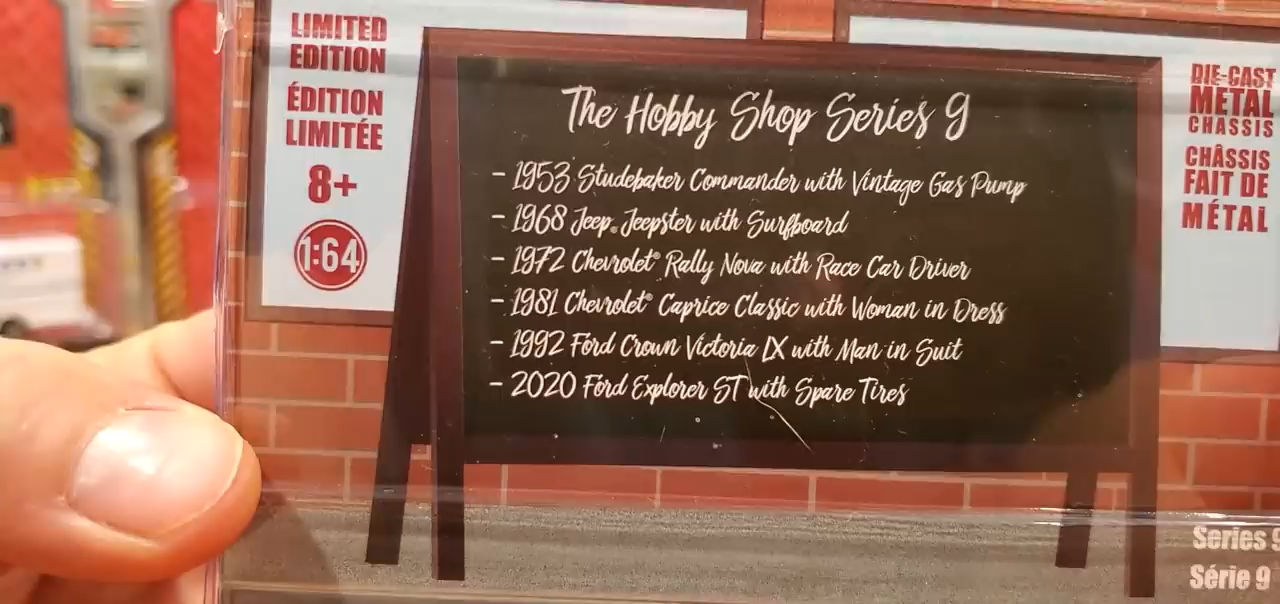 LIMITED
EDITION
ÉDITION
LIMITÉE
8+
1:64
The Hobby Shop Series 9
- 1953 Studebaker Commander with Vintage Gas Pump
- 1968 Jeep® Jeepster with Surfboard
- 1972 Chevrolet® Rally Nova with Race Car Driver
- 1981 Chevrolet® Caprice Classic with Woman in Dress
- 1992 Ford Crown Victoria LX with Man in Suit
- 2020 Ford Explorer ST with Spare Tires
DIE-CAST
METAL
CHASSIS
CHÂSSIS
FAIT DE
MÉTAL
Series 9
Série 9